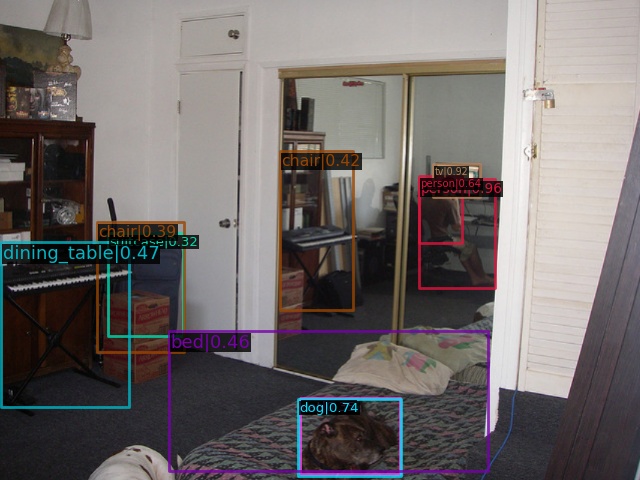 tv|0.92
person|0.64
person|0.96
chair|0.42
chair|0.39
suitcase|0.32
dining_table|0.47
bed|0.46
dog|0.74